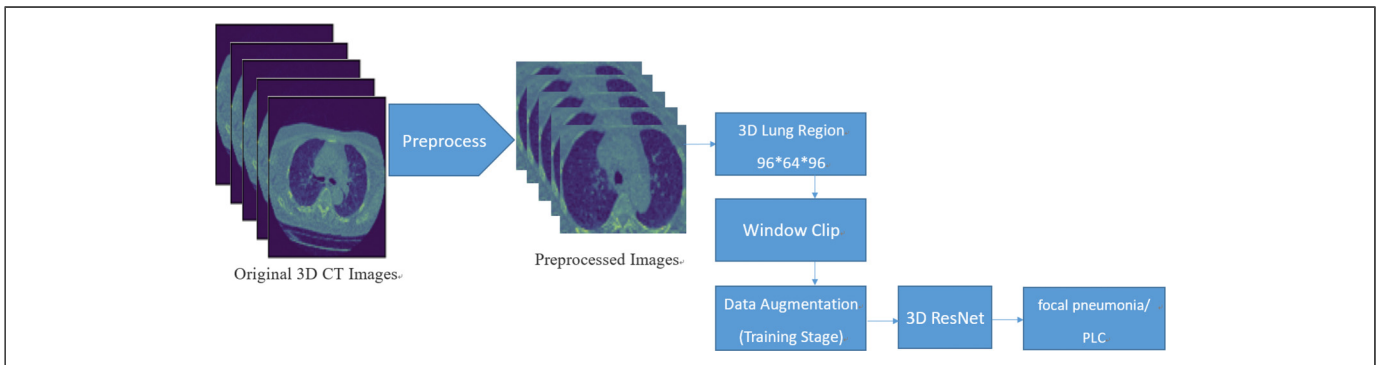 Original 3D CT Images
Preprocess
Preprocessed Images
3D Lung Region
96*64*96
Window Clip
Data Augmentation
(Training Stage)
3D ResNet
focal pneumonia/
PLC